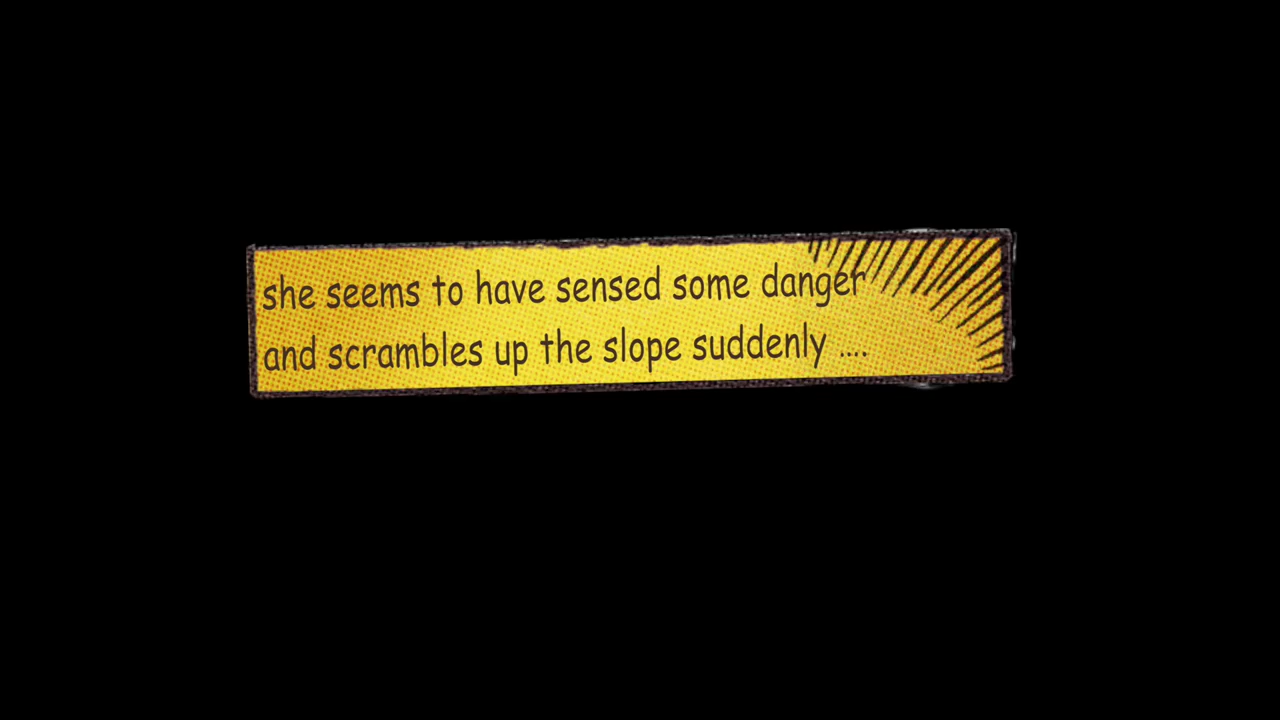 she seems to have sensed some danger
and scrambles up the slope suddenly ....